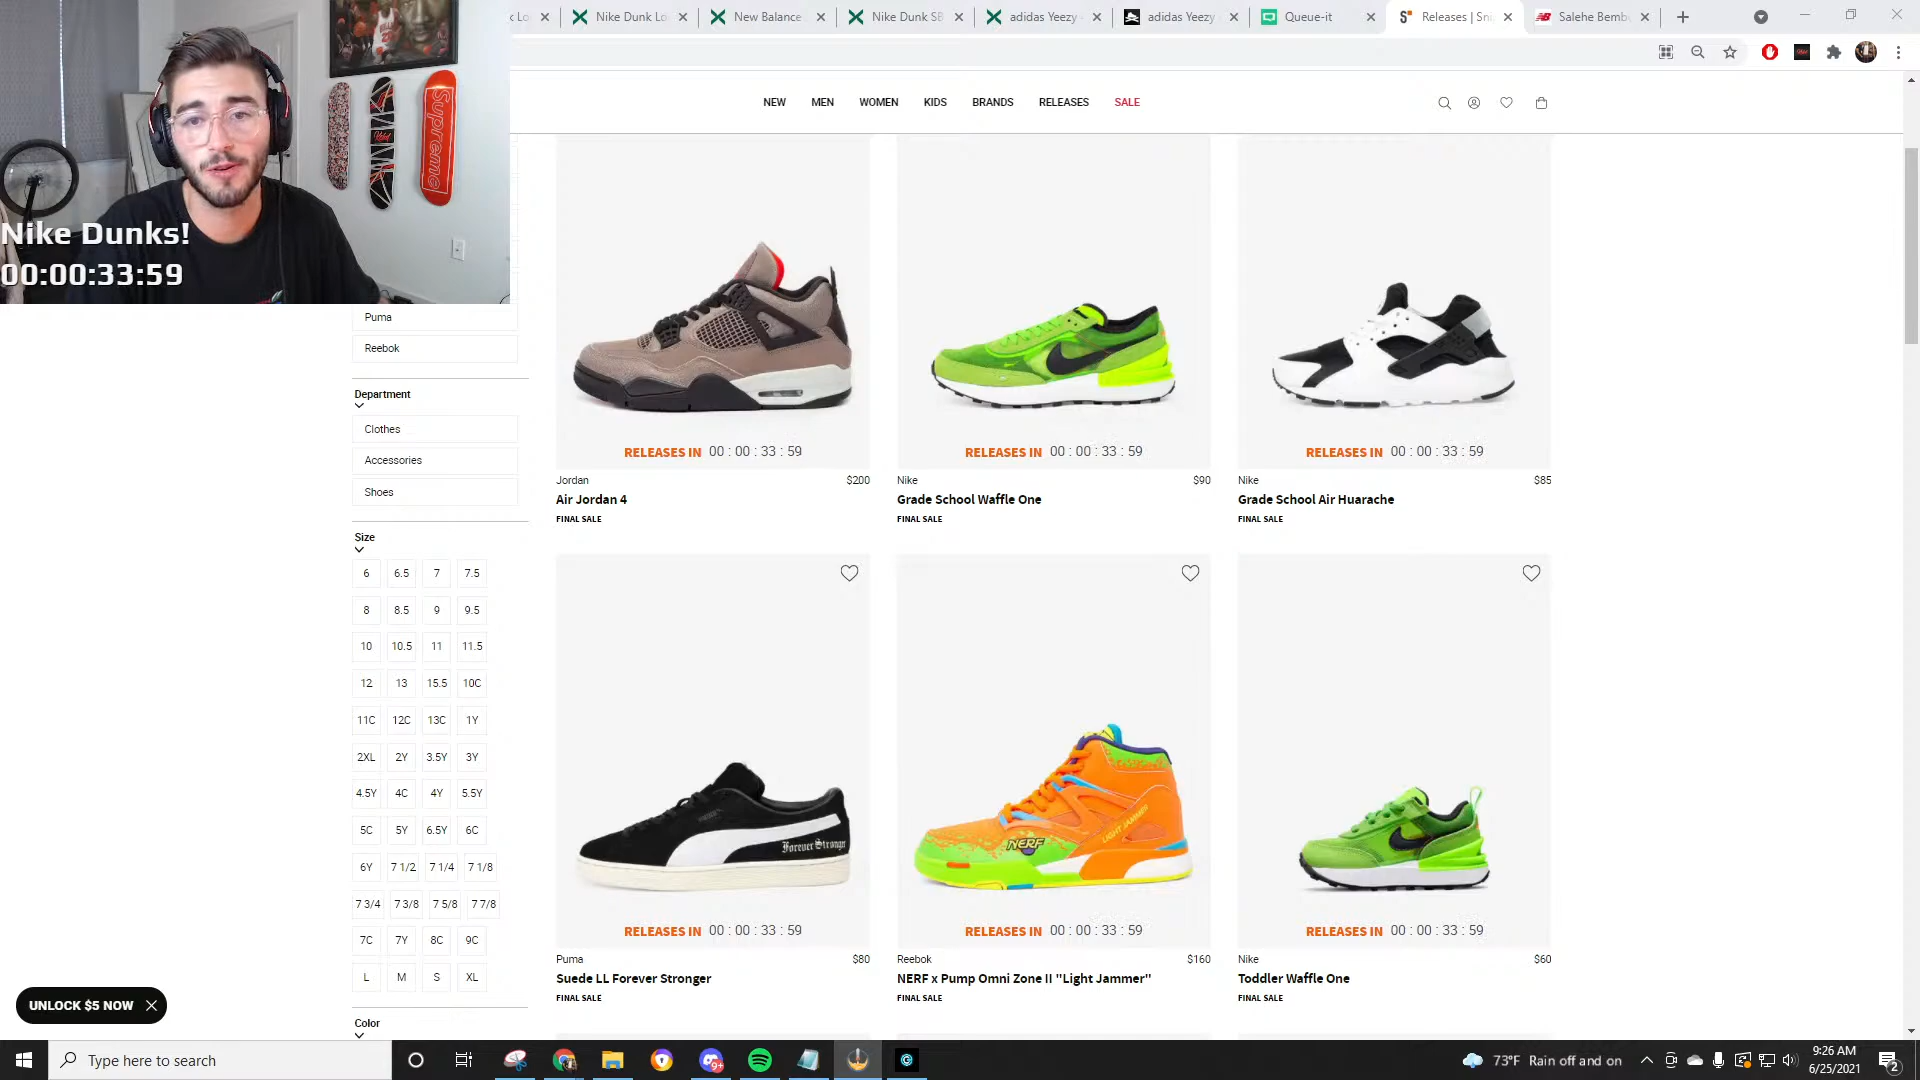 Lo
Nike Dunk Lo
New Balance
Nike Dunk SB
adidas Yeezy
adidas Yeezy
Queue-it
Releases | Sni
Salehe Bemb
NEW MEN WOMEN KIDS BRANDS RELEASES SALE
Supreme
Nike Dunks!
00:00:33:59
Puma
Reebok
Department
Clothes
Accessories
Shoes
Size
6 6.5 7 7.5
8 8.5 9 9.5
10 10.5 11 11.5
12 13 15.5 10C
11C 12C 13C 1Y
2XL 2Y 3.5Y 3Y
4.5Y 4C 4Y 5.5Y
5C 5Y 6.5Y 6C
6Y 7 1/2 7 1/4 7 1/8
7 3/4 7 3/8 7 5/8 7 7/8
7C 7Y 8C 9C
L M S XL
Color
RELEASES IN 00 : 00 : 33 : 59
Jordan $200
Air Jordan 4
FINAL SALE
RELEASES IN 00 : 00 : 33 : 59
Nike $90
Grade School Waffle One
FINAL SALE
RELEASES IN 00 : 00 : 33 : 59
Nike $85
Grade School Air Huarache
FINAL SALE
Forever Stronger
RELEASES IN 00 : 00 : 33 : 59
Puma $80
Suede LL Forever Stronger
FINAL SALE
NERF
LIGHT JAMMER
RELEASES IN 00 : 00 : 33 : 59
Reebok $160
NERF x Pump Omni Zone II "Light Jammer"
FINAL SALE
RELEASES IN 00 : 00 : 33 : 59
Nike $60
Toddler Waffle One
FINAL SALE
UNLOCK $5 NOW
Type here to search
9+
73°F Rain off and on
9:26 AM
6/25/2021
2